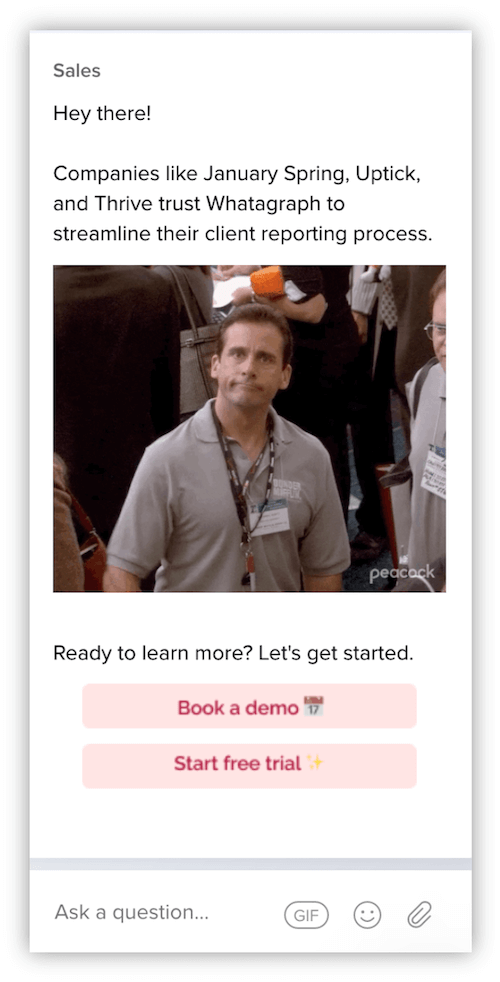 Sales
Hey there!
Companies like January Spring, Uptick,
and Thrive trust Whatagraph to
streamline their client reporting process.
peacock
Ready to learn more? Let's get started.
Book a demo
Start free trial
Ask a question...
GIF